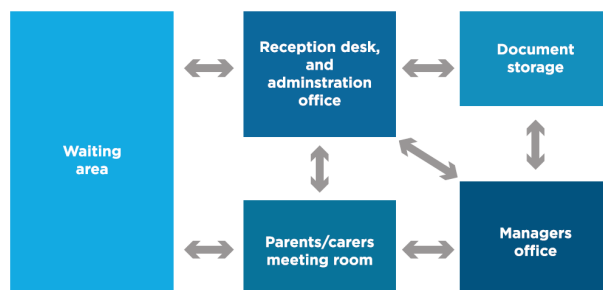 Waiting
area
Reception desk,
and
adminstration
office
Document
storage
Parents/carers
meeting room
Managers
office